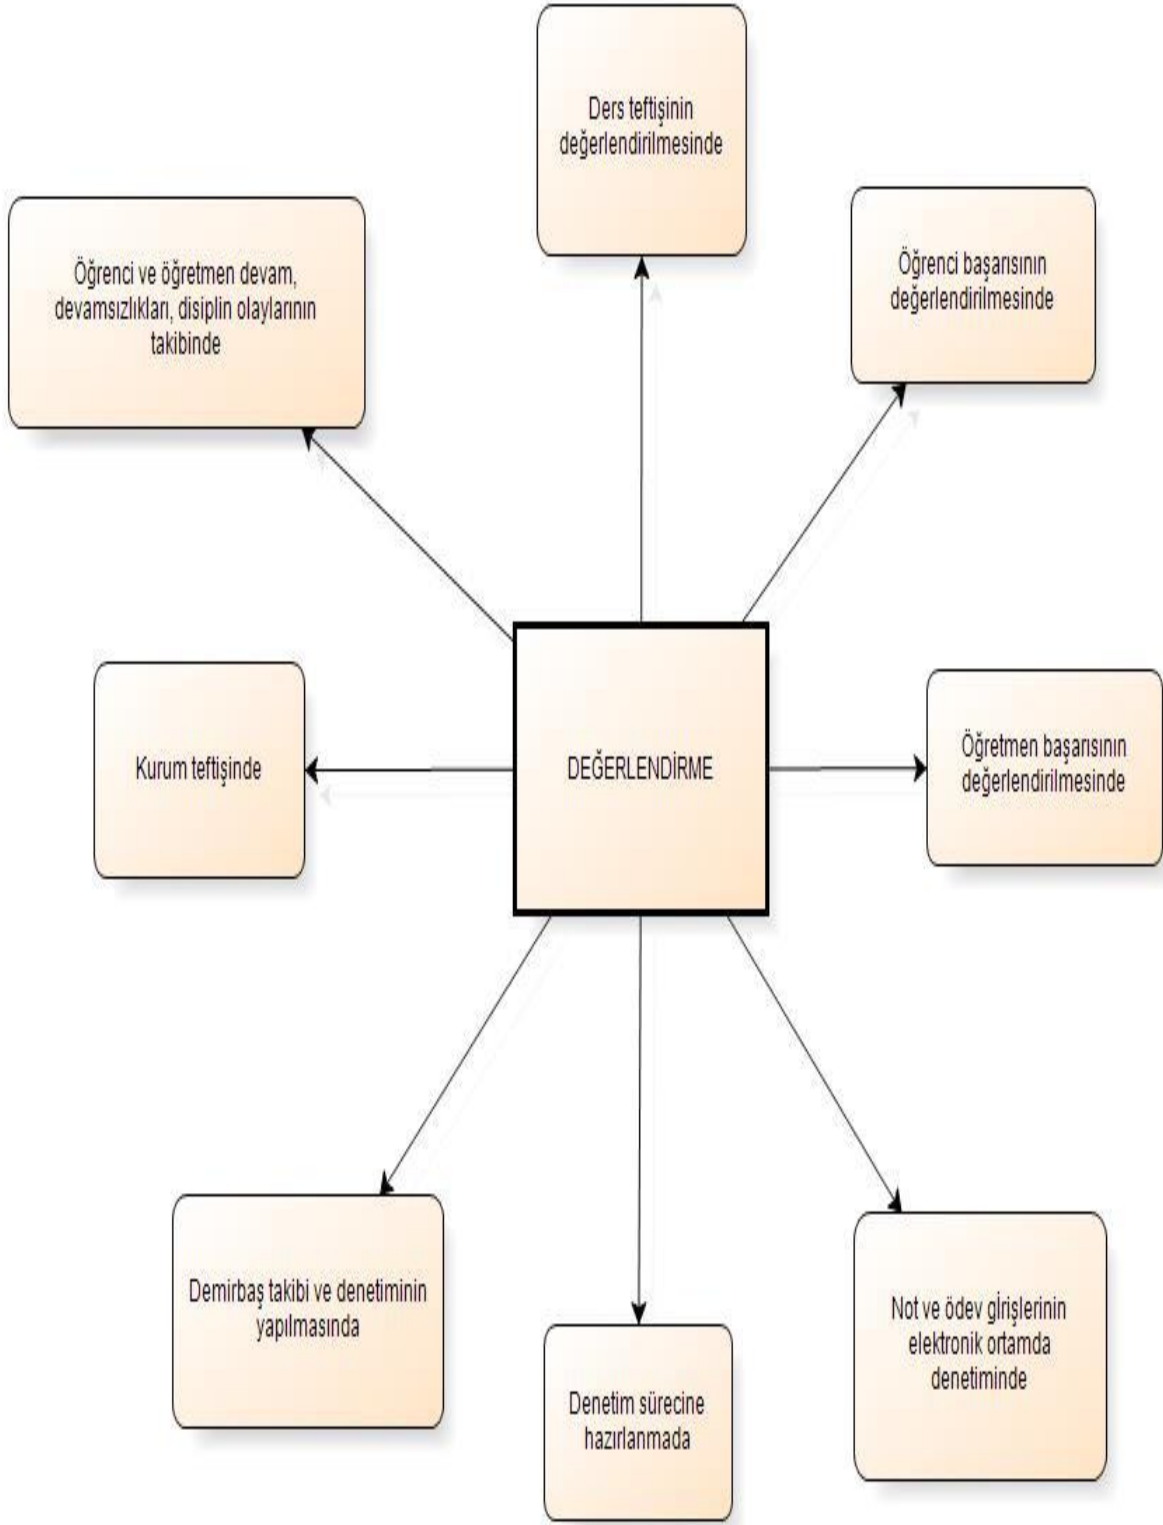 Ders teftişinin
değerlendirilmesinde
Öğrenci ve öğretmen devam,
devamsızlıkları, disiplin olaylarının
takibinde
Öğrenci başarısının
değerlendirilmesinde
Kurum teftişinde
DEĞERLENDİRME
Öğretmen başarısının
değerlendirilmesinde
Demirbaş takibi ve denetiminin
yapılmasında
Denetim sürecine
hazırlanmada
Not ve ödev girişlerinin
elektronik ortamda
denetiminde